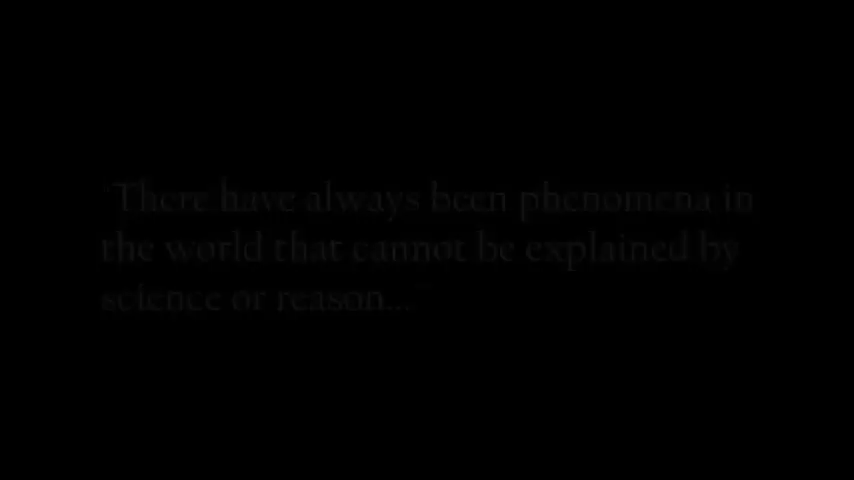 "There have always been phenomena in
the world that cannot be explained by
science or reason..."